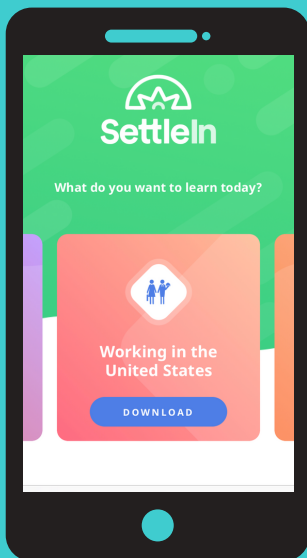 SettleIn
What do you want to learn today?
Working in the
United States
DOWNLOAD